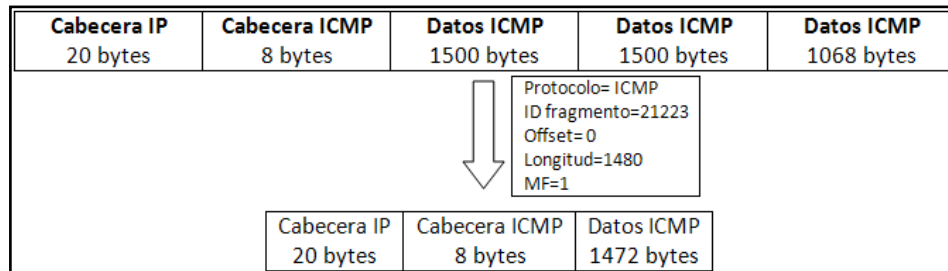 Cabecera IP Cabecera ICMP Datos ICMP Datos ICMP Datos ICMP
20 bytes 8 bytes 1500 bytes 1500 bytes 1068 bytes
Protocolo= ICMP
ID fragmento=21223
Offset= 0
Longitud=1480
MF=1
Cabecera IP Cabecera ICMP Datos ICMP
20 bytes 8 bytes 1472 bytes